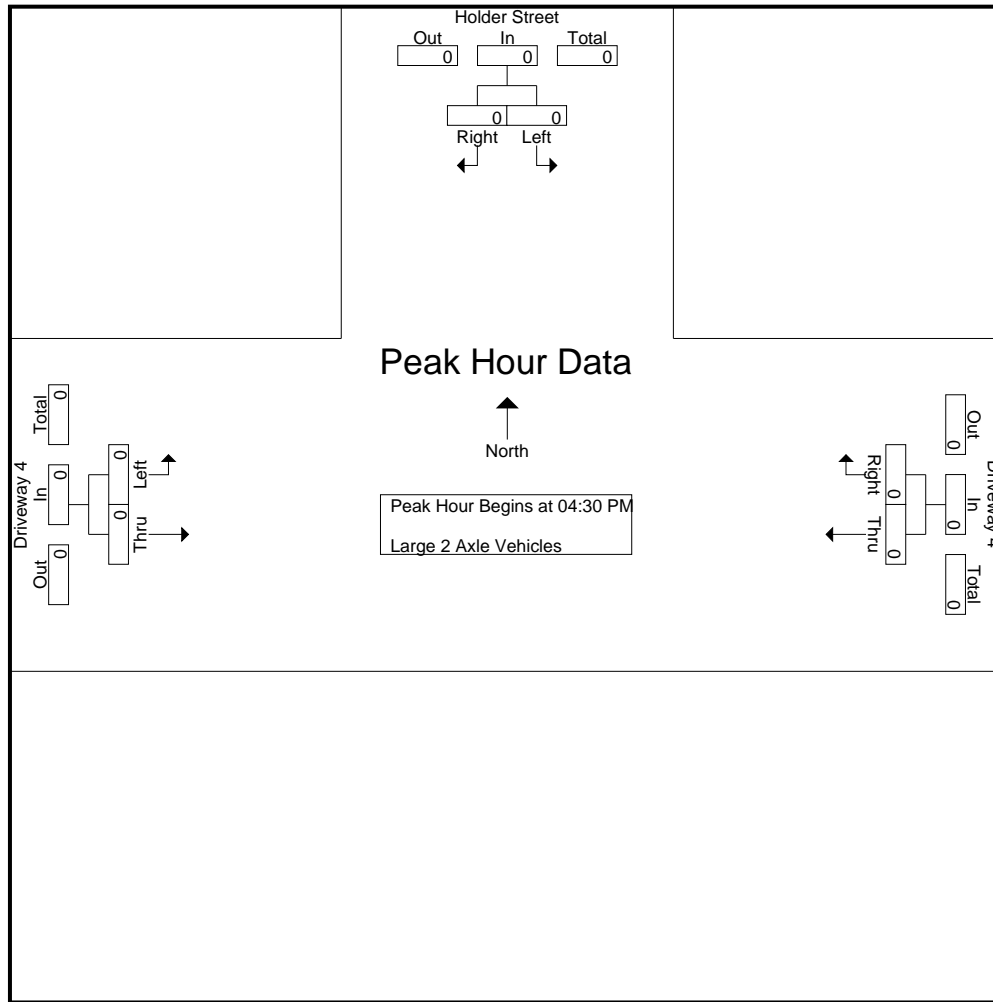 Holder Street
Out In Total
0 0 0
0 0
Right Left
Peak Hour Data
North
Peak Hour Begins at 04:30 PM
Large 2 Axle Vehicles
Driveway 4
Total In Out
0 0 0
0 0
Left Thru
Driveway 4
Out In Total
0 0 0
0 0
Right Thru